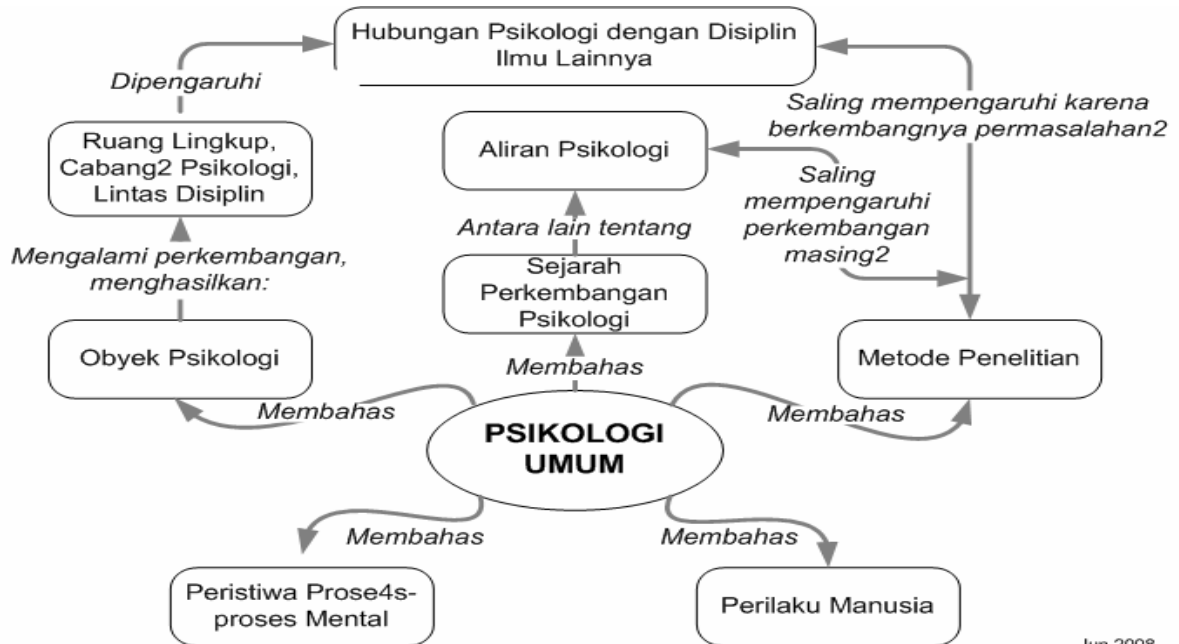 Hubungan Psikologi dengan Disiplin
Ilmu Lainnya
Dipengaruhi
Saling mempengaruhi karena
berkembangnya permasalahan2
Ruang Lingkup,
Cabang2 Psikologi,
Lintas Disiplin
Aliran Psikologi
Saling
mempengaruhi
perkembangan
masing2
Antara lain tentang
Mengalami perkembangan,
menghasilkan:
Sejarah
Perkembangan
Psikologi
Obyek Psikologi
Metode Penelitian
Membahas
Membahas
Membahas
PSIKOLOGI
UMUM
Membahas
Membahas
Peristiwa Prose4s-
proses Mental
Perilaku Manusia
2008